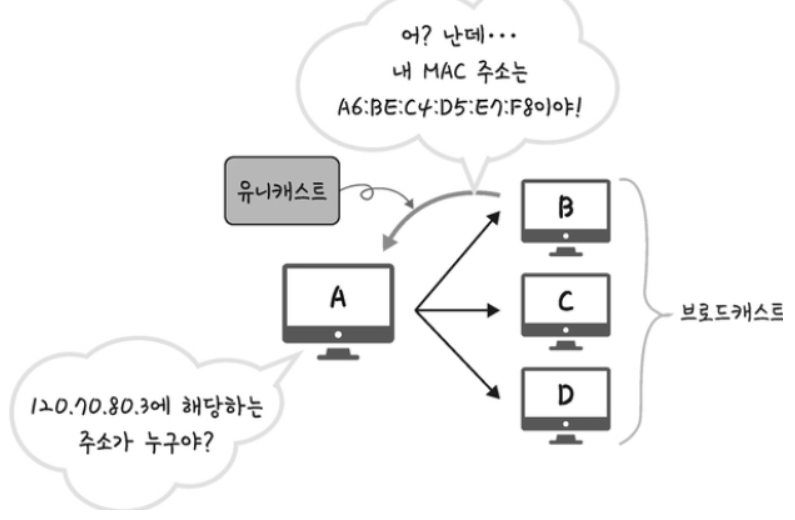 어? 난데···
내 MAC 주소는
A6:BE:C4:D5:E7:F8이야!
유니캐스트
B
A
C
브로드캐스트
D
120.70.80.3에 해당하는
주소가 누구야?